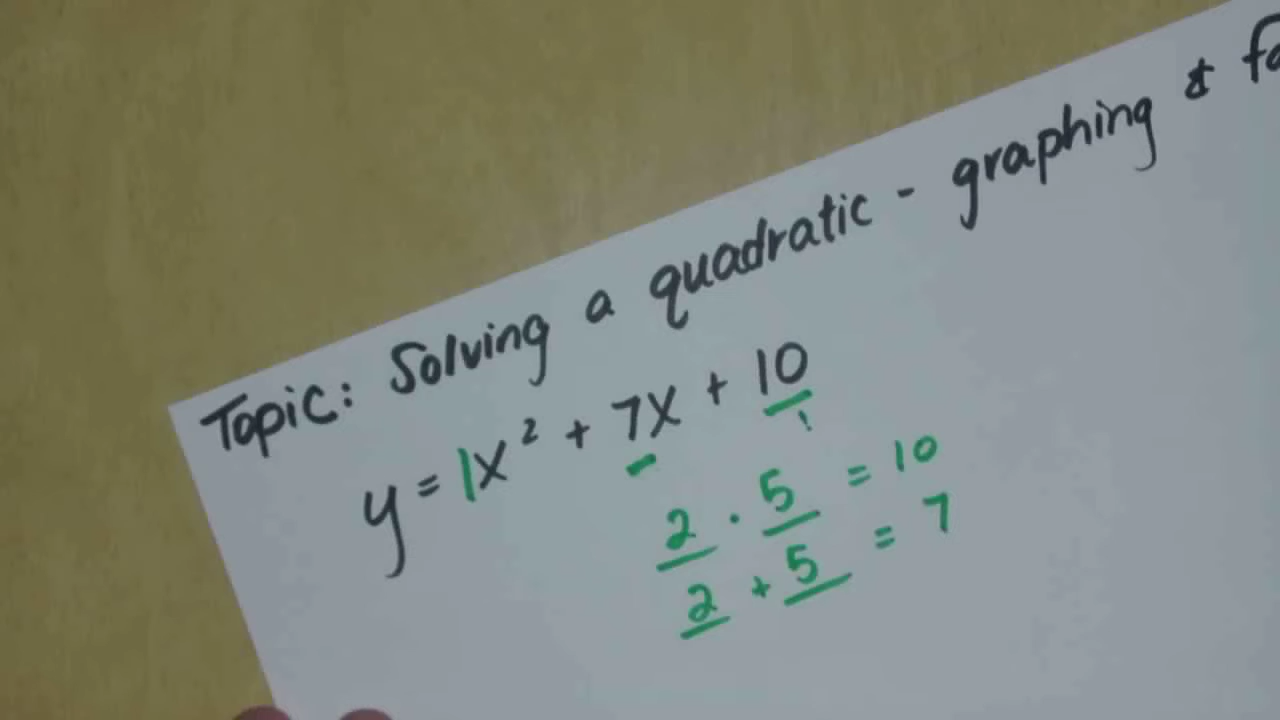 Topic: Solving a quadratic - graphing &
y = 1x² + 7x + 10
2 · 5 = 10
2 + 5 = 7